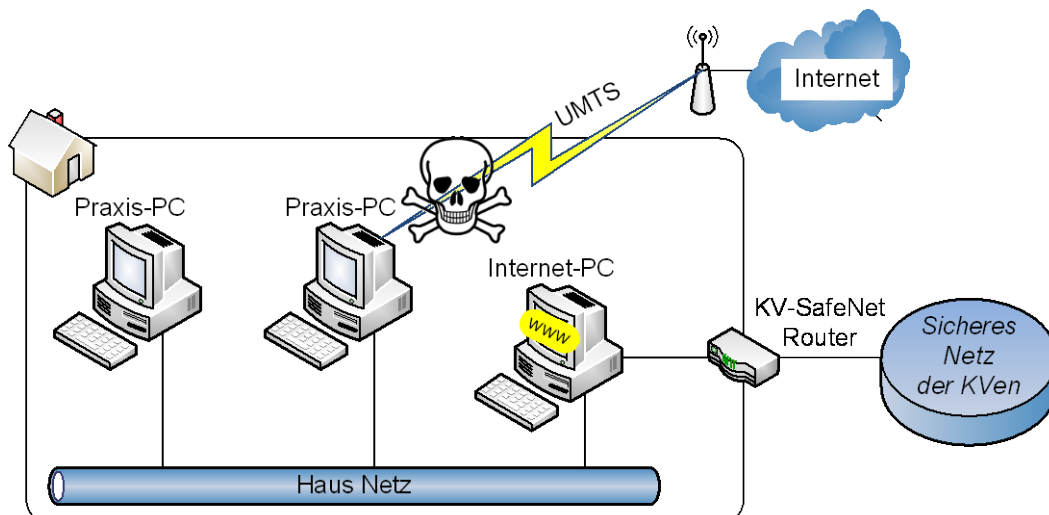 Internet
UMTS
Praxis-PC
Praxis-PC
Internet-PC
www
KV-SafeNet
Router
Sicheres
Netz
der KVen
Haus Netz